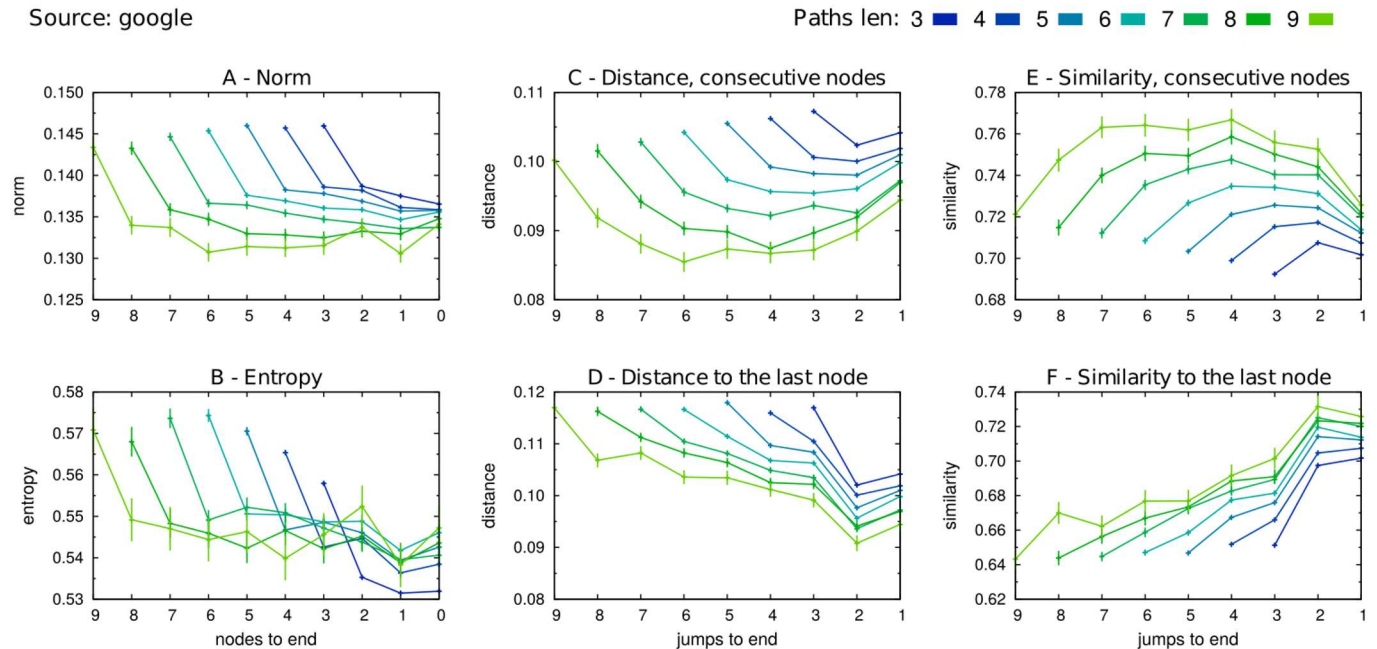 Source: google
Paths len: 3 4 5 6 7 8 9
A - Norm
norm
0.150
0.145
0.140
0.135
0.130
0.125
9 8 7 6 5 4 3 2 1 0
C - Distance, consecutive nodes
distance
0.11
0.10
0.09
0.08
9 8 7 6 5 4 3 2 1
E - Similarity, consecutive nodes
similarity
0.78
0.76
0.74
0.72
0.70
0.68
9 8 7 6 5 4 3 2 1
B - Entropy
entropy
0.58
0.57
0.56
0.55
0.54
0.53
9 8 7 6 5 4 3 2 1 0
nodes to end
D - Distance to the last node
distance
0.12
0.11
0.10
0.09
0.08
9 8 7 6 5 4 3 2 1
jumps to end
F - Similarity to the last node
similarity
0.74
0.72
0.70
0.68
0.66
0.64
0.62
9 8 7 6 5 4 3 2 1
jumps to end